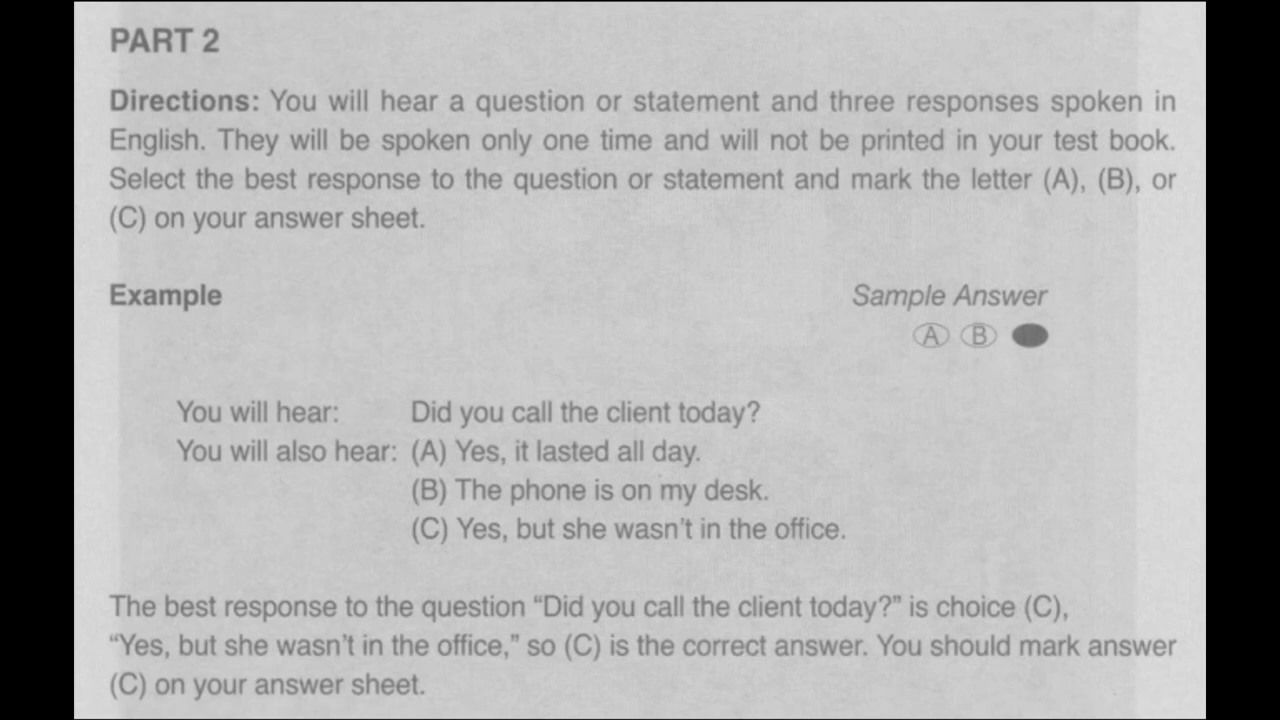 PART 2
Directions: You will hear a question or statement and three responses spoken in
English. They will be spoken only one time and will not be printed in your test book.
Select the best response to the question or statement and mark the letter (A), (B), or
(C) on your answer sheet.
Example Sample Answer
A B
You will hear: Did you call the client today?
You will also hear: (A) Yes, it lasted all day.
(B) The phone is on my desk.
(C) Yes, but she wasn't in the office.
The best response to the question “Did you call the client today?” is choice (C),
“Yes, but she wasn't in the office,” so (C) is the correct answer. You should mark answer
(C) on your answer sheet.